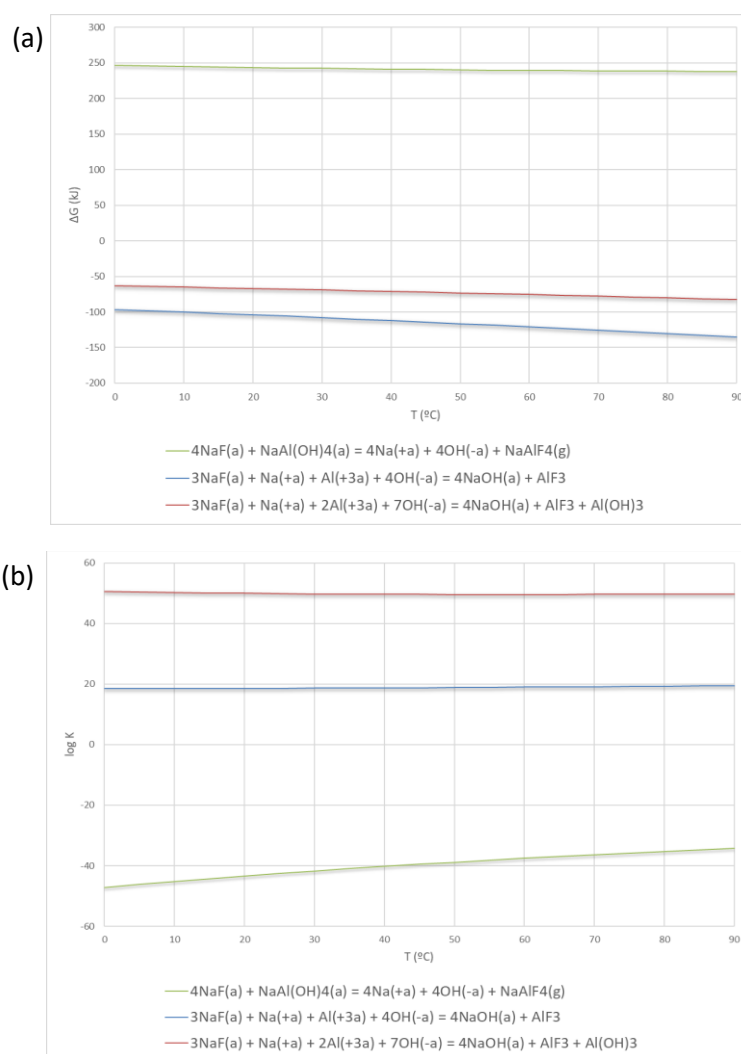 (a)
300
250
200
150
100
50
0
-50
-100
-150
-200
ΔG (kJ)
0 10 20 30 40 50 60 70 80 90
T (ºC)
4NaF(a) + NaAl(OH)4(a) = 4Na(+a) + 4OH(-a) + NaAlF4(g)
3NaF(a) + Na(+a) + Al(+3a) + 4OH(-a) = 4NaOH(a) + AlF3
3NaF(a) + Na(+a) + 2Al(+3a) + 7OH(-a) = 4NaOH(a) + AlF3 + Al(OH)3
(b)
60
40
20
0
-20
-40
-60
log K
0 10 20 30 40 50 60 70 80 90
T (ºC)
4NaF(a) + NaAl(OH)4(a) = 4Na(+a) + 4OH(-a) + NaAlF4(g)
3NaF(a) + Na(+a) + Al(+3a) + 4OH(-a) = 4NaOH(a) + AlF3
3NaF(a) + Na(+a) + 2Al(+3a) + 7OH(-a) = 4NaOH(a) + AlF3 + Al(OH)3